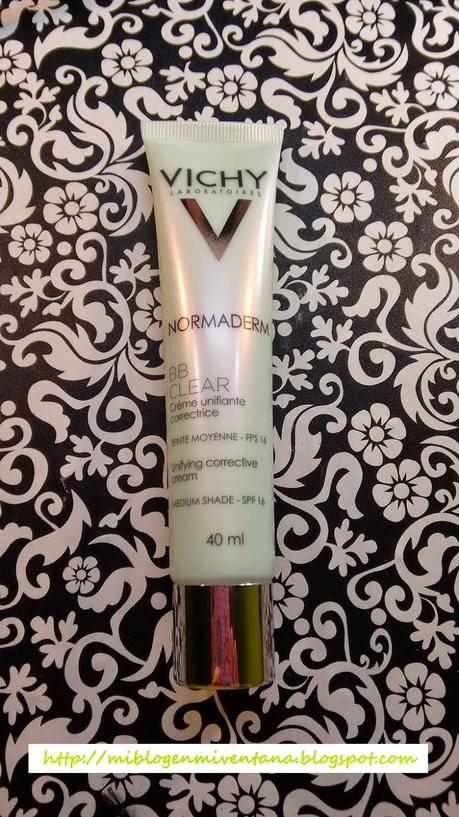 VICHY
LABORATOIRES
NORMADERM
BB
CLEAR
Crème unifiante
correctrice
TEINTE MOYENNE - FPS 16
Unifying corrective
cream
MEDIUM SHADE - SPF 16
40 ml
http://miblogenmiventana.blogspot.com